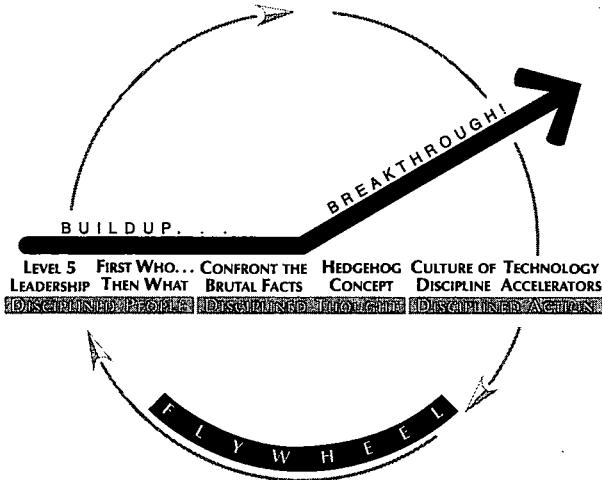 BREAKTHROUGH!
BUILDUP. . .
LEVEL 5 LEADERSHIP
FIRST WHO... THEN WHAT
CONFRONT THE BRUTAL FACTS
HEDGEHOG CONCEPT
CULTURE OF DISCIPLINE
TECHNOLOGY ACCELERATORS
DISCIPLINED PEOPLE
DISCIPLINED THOUGHT
DISCIPLINED ACTION
FLYWHEEL